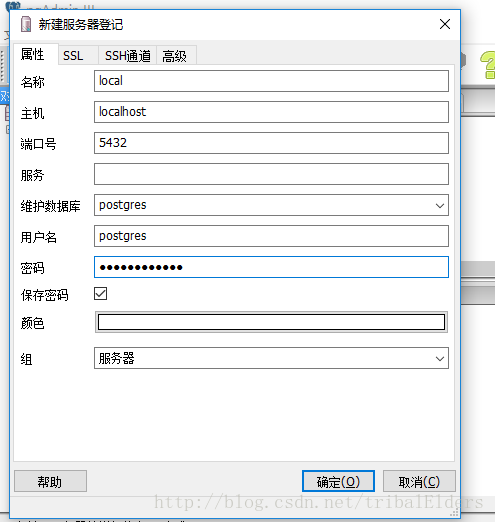 pgAdmin III
新建服务器登记
属性 SSL SSH通道 高级
名称 local
主机 localhost
端口号 5432
服务
维护数据库 postgres
用户名 postgres
密码 ●●●●●●●●●●●●
保存密码
颜色
组 服务器
帮助 确定(O) 取消(C)
http://blog.csdn.net/tribalElders